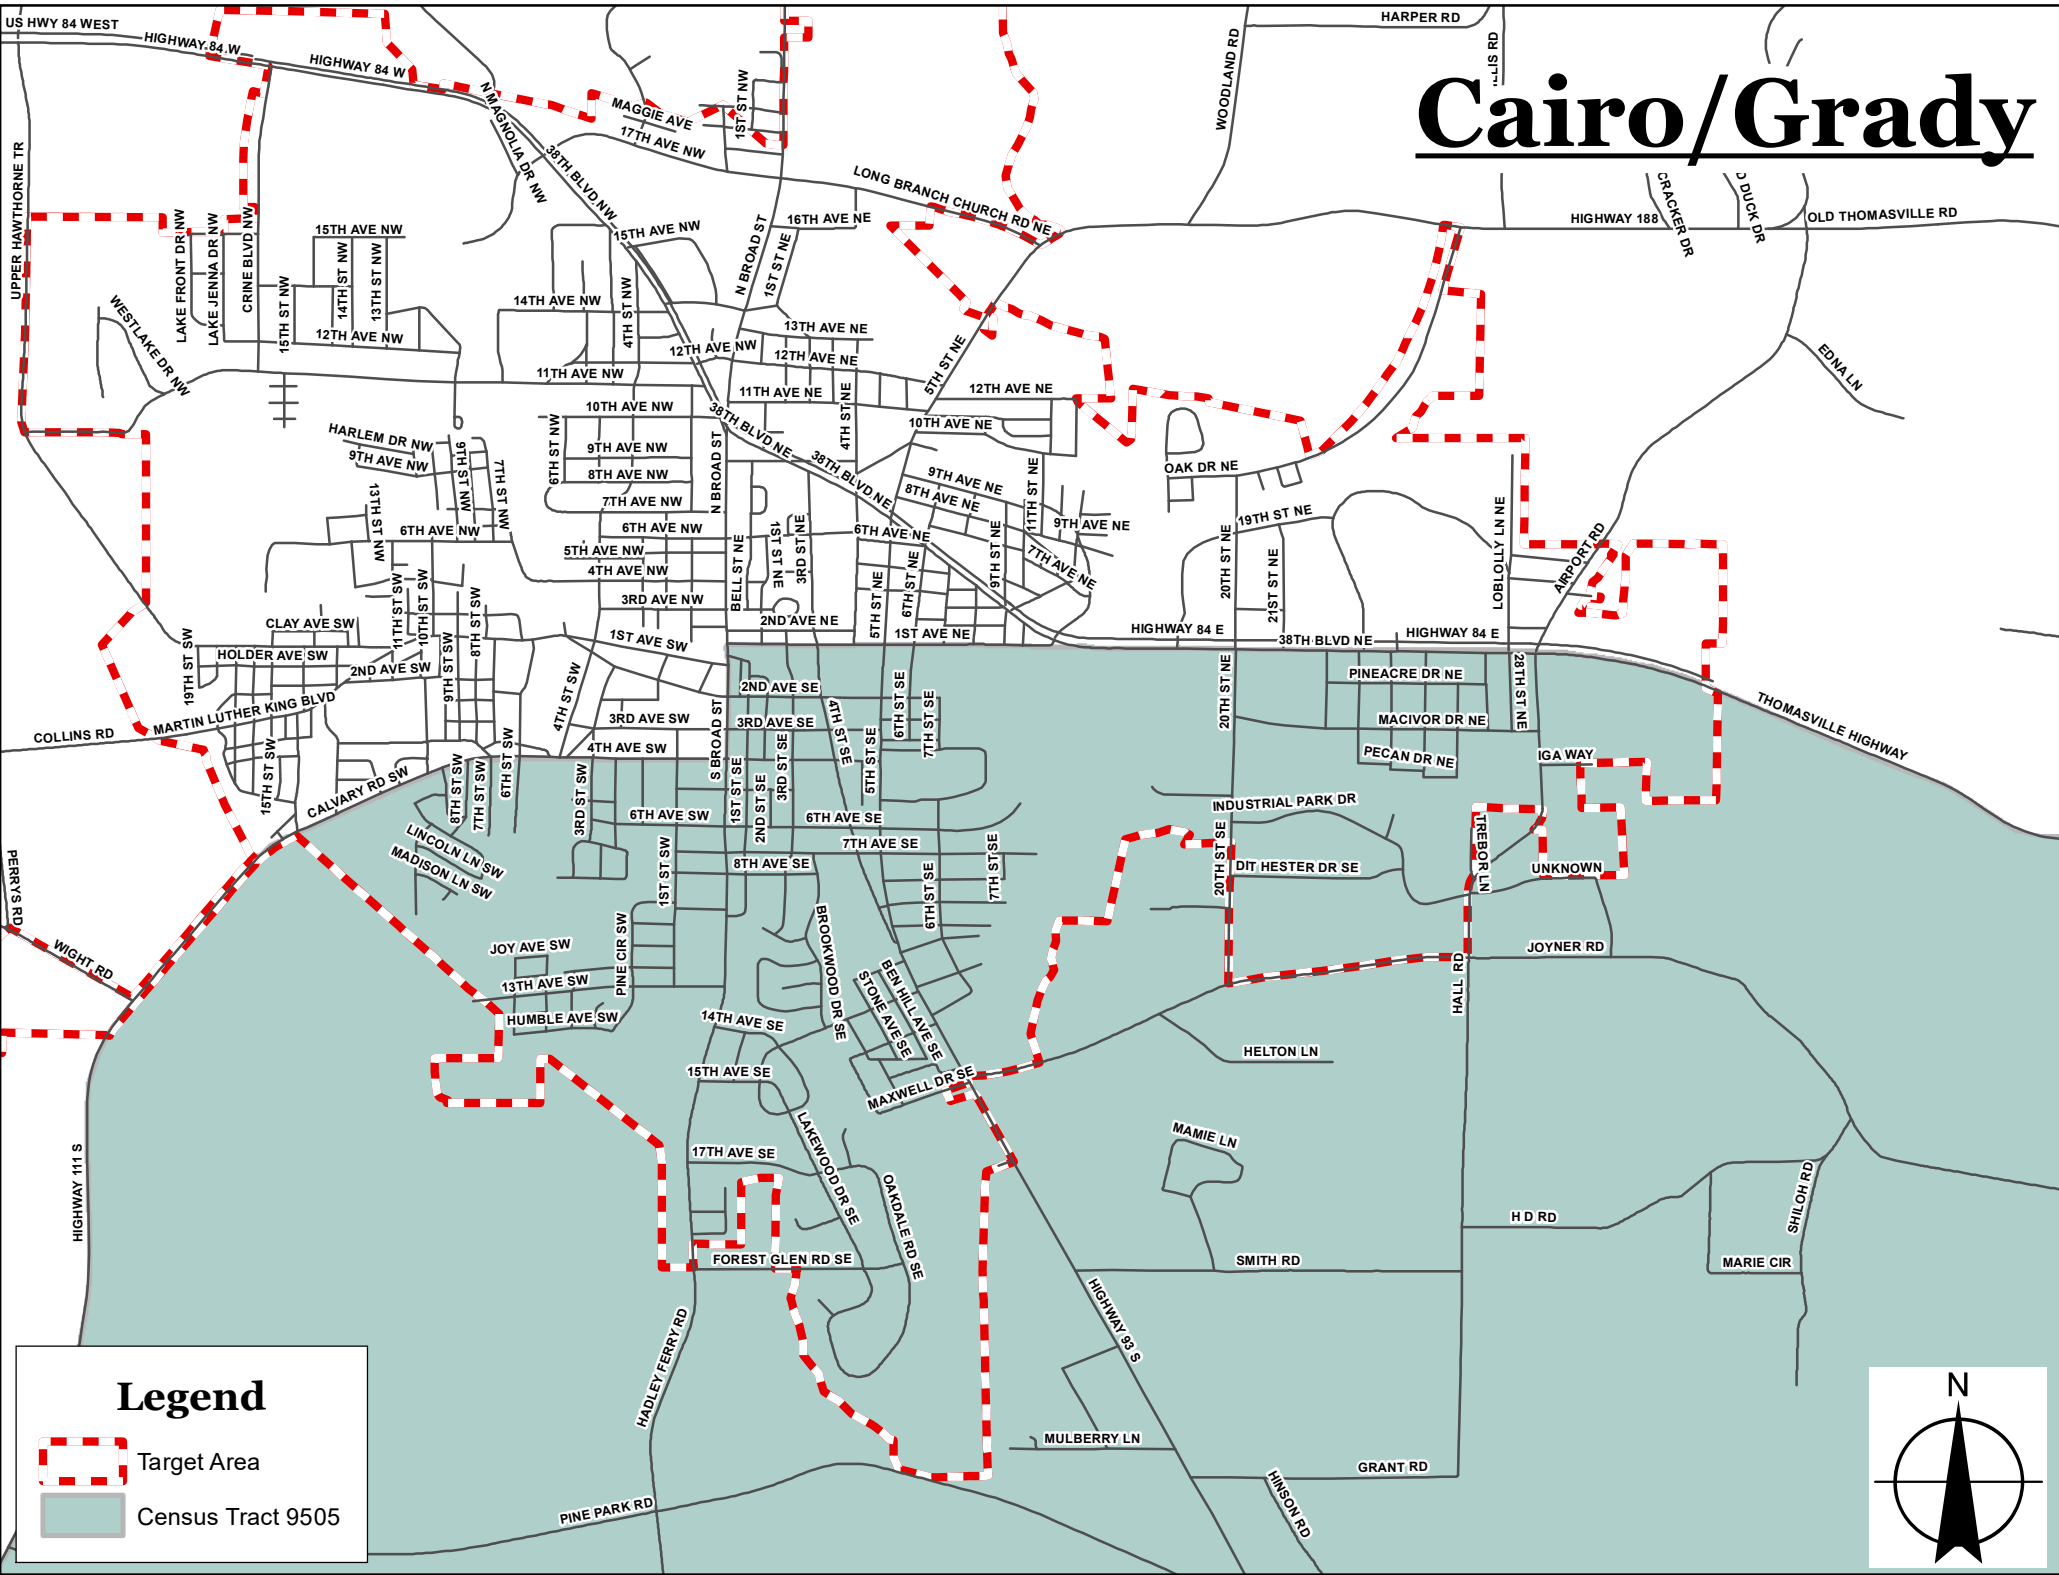 US HWY 84 WEST
HIGHWAY 84 W
HIGHWAY 84 W
N MAGNOLIA DR NW
MAGGIE AVE
17TH AVE NW
1ST ST NW
38TH BLVD NW
LONG BRANCH CHURCH RD NE
WOODLAND RD
HARPER RD
LIS RD
Cairo/Grady
CRACKER DR
D DUCK DR
HIGHWAY 188
OLD THOMASVILLE RD
EDNA LN
UPPER HAWTHORNE TR
LAKE FRONT DR NW
LAKE JENNA DR NW
CRINE BLVD NW
15TH AVE NW
14TH ST NW
13TH ST NW
15TH ST NW
12TH AVE NW
WESTLAKE DR NW
15TH AVE NW
14TH AVE NW
4TH ST NW
N BROAD ST
1ST ST NE
16TH AVE NE
13TH AVE NE
12TH AVE NW
12TH AVE NE
11TH AVE NW
11TH AVE NE
5TH ST NE
12TH AVE NE
4TH ST NE
10TH AVE NW
10TH AVE NE
38TH BLVD NE
38TH BLVD NE
HARLEM DR NW
9TH AVE NW
9TH ST NW
7TH ST NW
6TH ST NW
9TH AVE NW
8TH AVE NW
7TH AVE NW
N BROAD ST
9TH AVE NE
8TH AVE NE
11TH ST NE
9TH AVE NE
OAK DR NE
19TH ST NE
20TH ST NE
21ST ST NE
LOBLOLLY LN NE
AIRPORT RD
13TH ST NW
6TH AVE NW
6TH AVE NW
5TH AVE NW
4TH AVE NW
3RD AVE NW
BELL ST NE
1ST ST NE
3RD ST NE
6TH AVE NE
5TH ST NE
6TH ST NE
9TH ST NE
7TH AVE NE
2ND AVE NE
1ST AVE NE
HIGHWAY 84 E
38TH BLVD NE
HIGHWAY 84 E
THOMASVILLE HIGHWAY
CLAY AVE SW
11TH ST SW
10TH ST SW
8TH ST SW
9TH ST SW
19TH ST SW
HOLDER AVE SW
2ND AVE SW
1ST AVE SW
MARTIN LUTHER KING BLVD
COLLINS RD
4TH ST SW
3RD AVE SW
4TH AVE SW
S BROAD ST
2ND AVE SE
3RD AVE SE
4TH ST SE
6TH ST SE
7TH ST SE
5TH ST SE
3RD ST SE
1ST ST SE
2ND ST SE
20TH ST NE
PINEACRE DR NE
28TH ST NE
MACIVOR DR NE
PECAN DR NE
IGA WAY
15TH ST SW
CALVARY RD SW
8TH ST SW
7TH ST SW
6TH ST SW
3RD ST SW
6TH AVE SW
6TH AVE SE
7TH AVE SE
8TH AVE SE
INDUSTRIAL PARK DR
20TH ST SE
DIT HESTER DR SE
TREBOR LN
UNKNOWN
LINCOLN LN SW
MADISON LN SW
1ST ST SW
6TH ST SE
7TH ST SE
PERRYS RD
WIGHT RD
JOY AVE SW
PINE CIR SW
13TH AVE SW
HUMBLE AVE SW
BROOKWOOD DR SE
BEN HILL AVE SE
STONE AVE SE
14TH AVE SE
15TH AVE SE
MAXWELL DR SE
JOYNER RD
HALL RD
HELTON LN
MAMIE LN
HIGHWAY 111 S
LAKEWOOD DR SE
17TH AVE SE
OAKDALE RD SE
FOREST GLEN RD SE
SHILOH RD
H D RD
SMITH RD
MARIE CIR
HIGHWAY 93 S
HADLEY FERRY RD
MULBERRY LN
GRANT RD
HINSON RD
PINE PARK RD
Legend
Target Area
Census Tract 9505
N